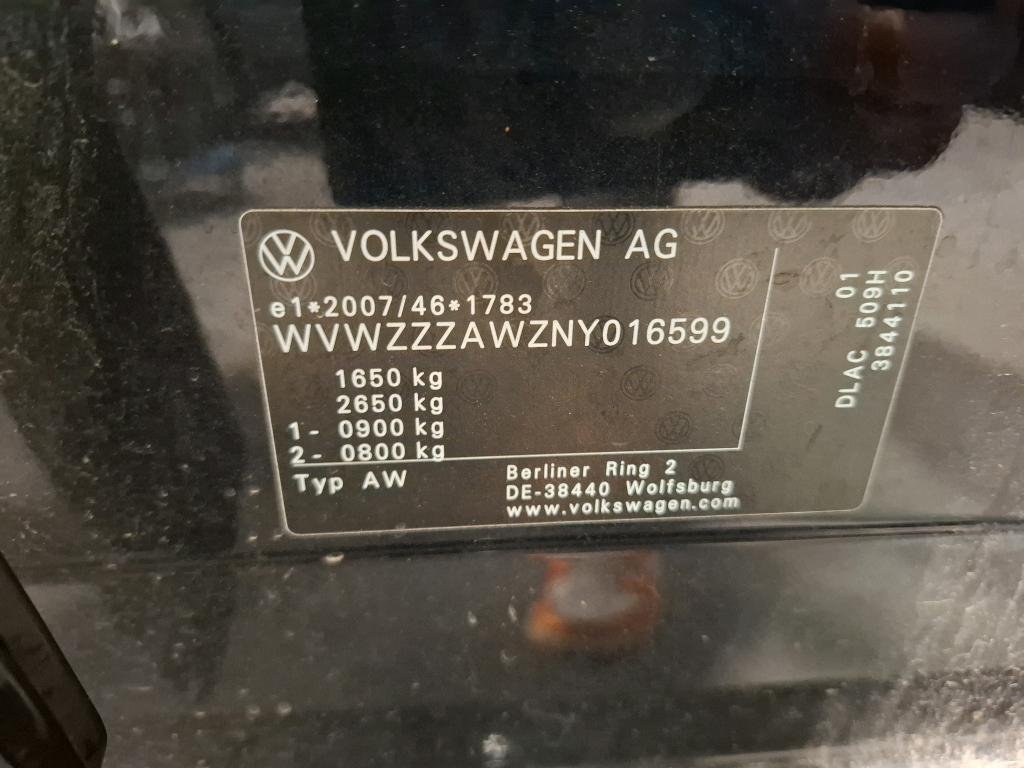 VOLKSWAGEN AG
e1*2007/46*1783
WVWZZZAWZNY016599
1650 kg
2650 kg
1- 0900 kg
2- 0800 kg
Typ AW
Berliner Ring 2
DE-38440 Wolfsburg
www.volkswagen.com
01
DLAC 509H
3844110